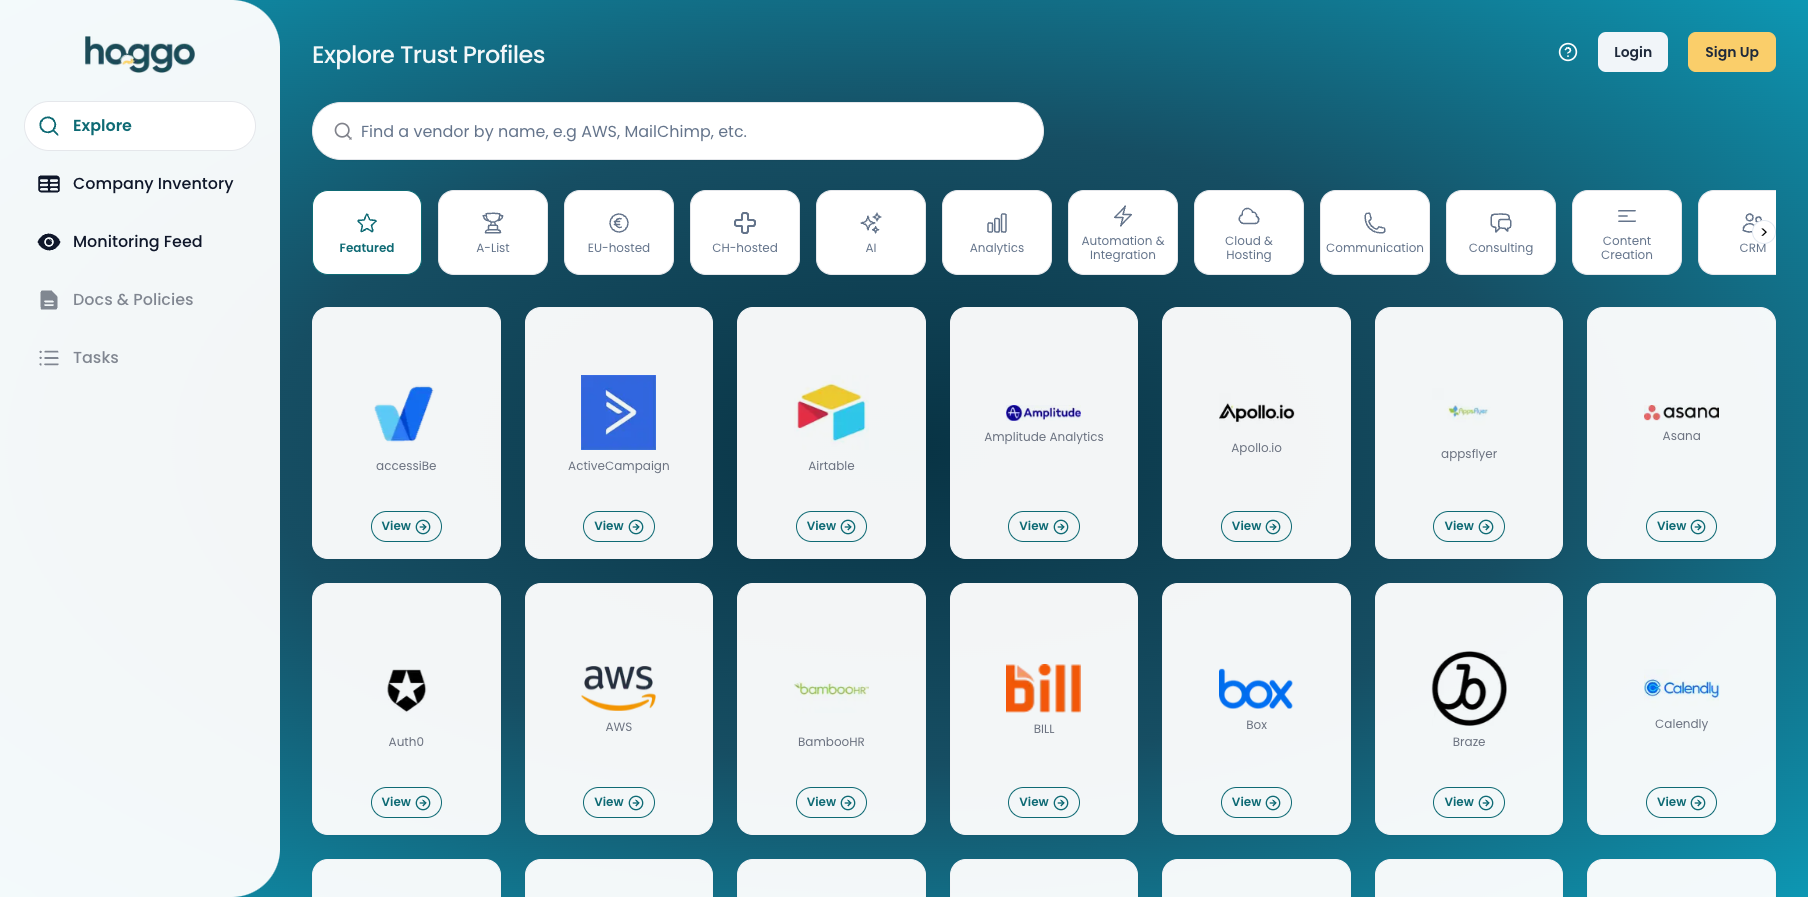 hoggo
Explore
Company Inventory
Monitoring Feed
Docs & Policies
Tasks
Explore Trust Profiles
Login
Sign Up
Find a vendor by name, e.g AWS, MailChimp, etc.
Featured
A-List
EU-hosted
CH-hosted
AI
Analytics
Automation &
Integration
Cloud &
Hosting
Communication
Consulting
Content
Creation
CRM
accessiBe
View
ActiveCampaign
View
Airtable
View
Amplitude
Amplitude Analytics
View
Apollo.io
Apollo.io
View
AppsFlyer
appsflyer
View
asana
Asana
View
Auth0
View
aws
AWS
View
bambooHR
BambooHR
View
bill
BILL
View
box
Box
View
b
Braze
View
Calendly
Calendly
View